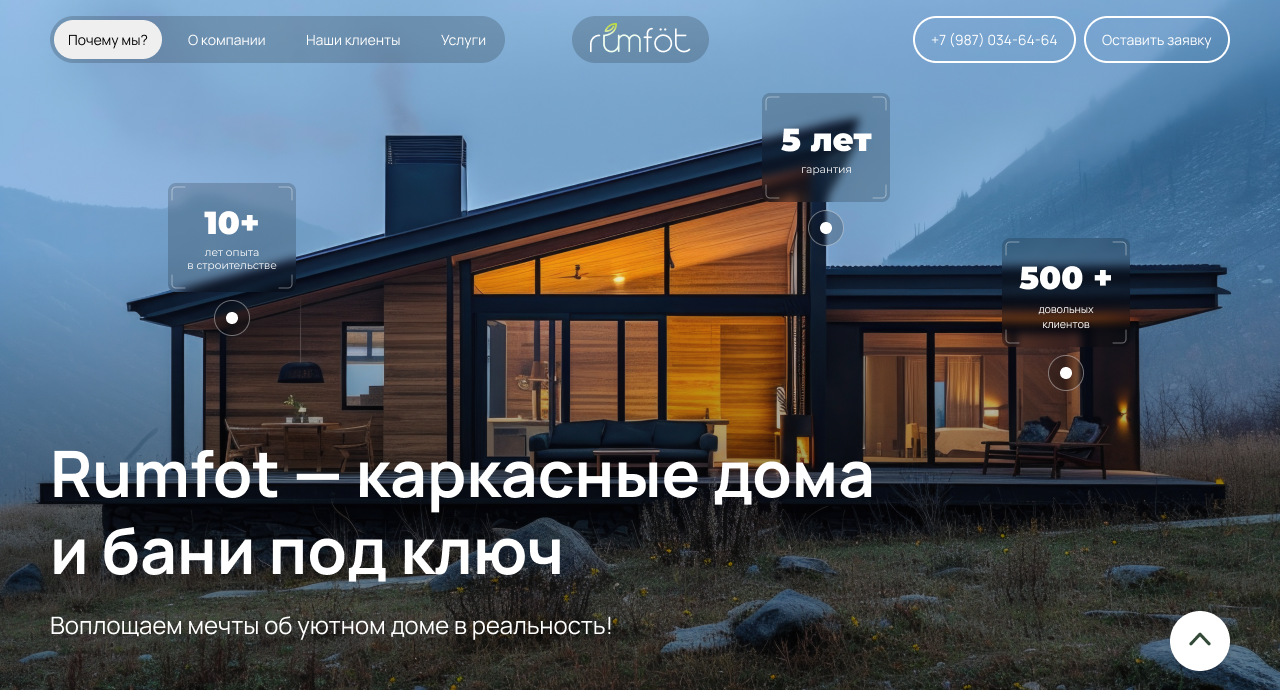 Почему мы?
О компании
Наши клиенты
Услуги
rumföt
+7 (987) 034-64-64
Оставить заявку
5 лет
гарантия
10+
лет опыта
в строительстве
500 +
довольных
клиентов
Rumfot — каркасные дома
и бани под ключ
Воплощаем мечты об уютном доме в реальность!